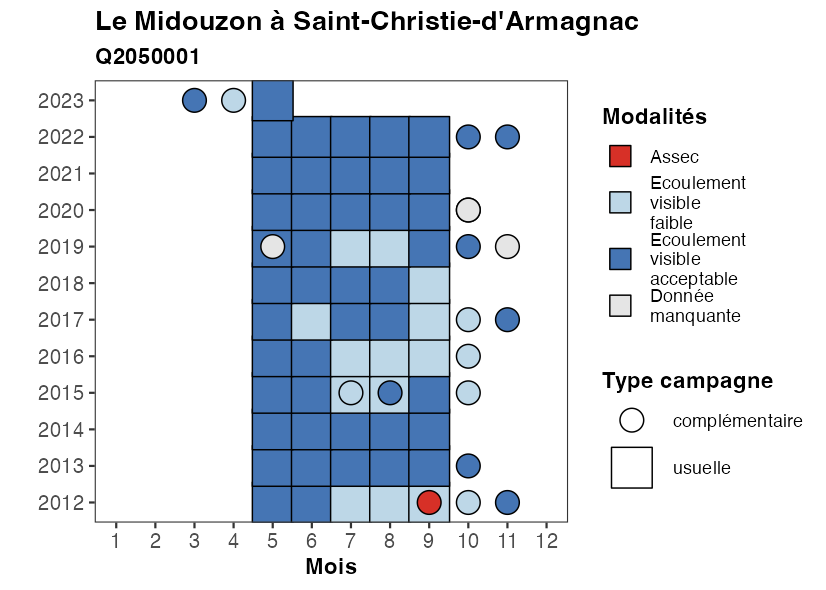 Le Midouzon à Saint-Christie-d'Armagnac
Q2050001
2023
2022
2021
2020
2019
2018
2017
2016
2015
2014
2013
2012
1 2 3 4 5 6 7 8 9 10 11 12
Mois
Modalités
Assec
Ecoulement
visible
faible
Ecoulement
visible
acceptable
Donnée
manquante
Type campagne
complémentaire
usuelle